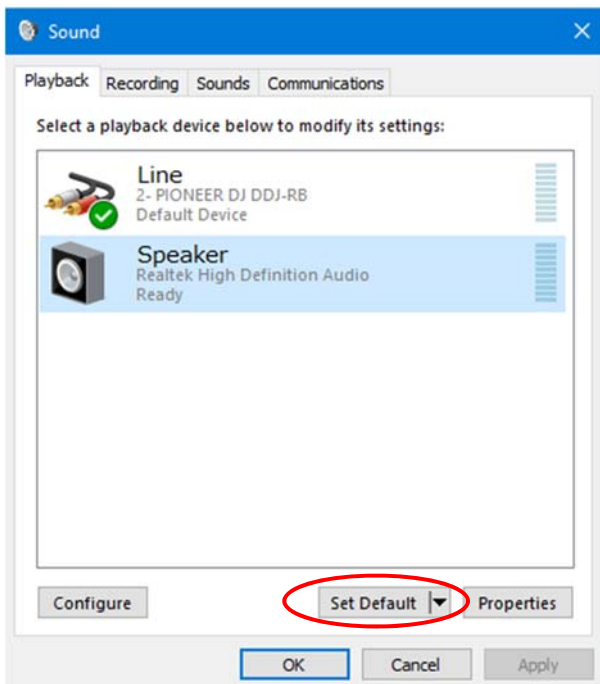 Sound
Playback Recording Sounds Communications
Select a playback device below to modify its settings:
Line
2- PIONEER DJ DDJ-RB
Default Device
Speaker
Realtek High Definition Audio
Ready
Configure Set Default Properties
OK Cancel Apply